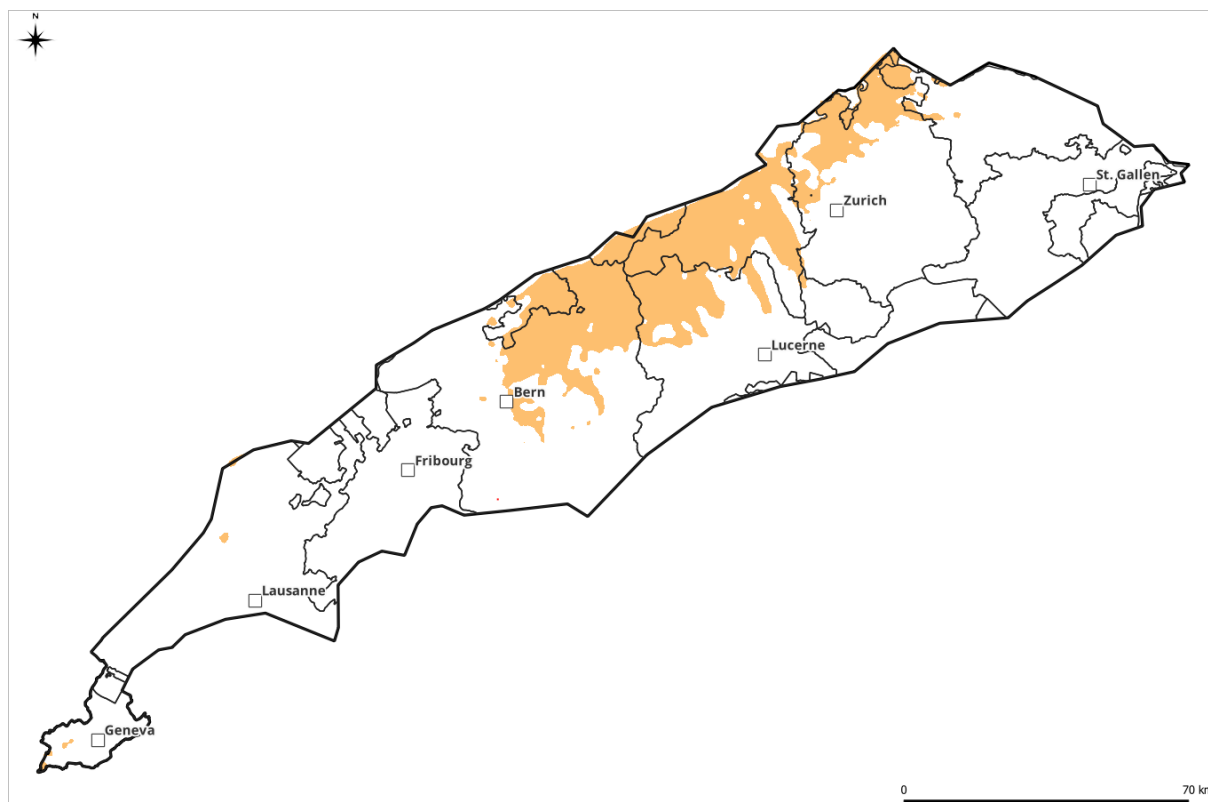 N
St. Gallen
Zurich
Lucerne
Bern
Fribourg
Lausanne
Geneva
0 70 km